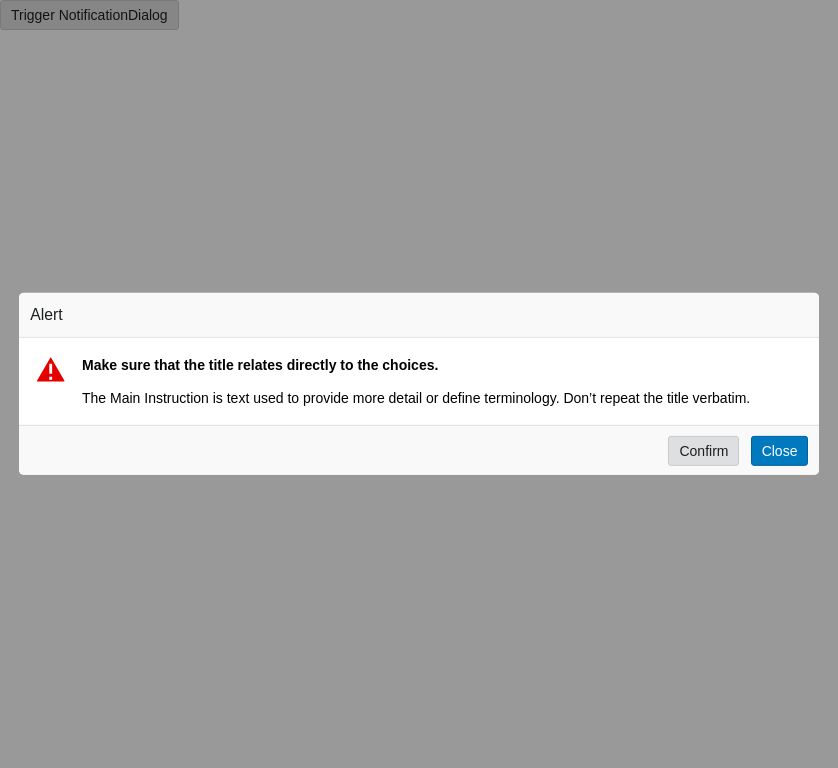 Trigger NotificationDialog
Alert
Make sure that the title relates directly to the choices.
The Main Instruction is text used to provide more detail or define terminology. Don’t repeat the title verbatim.
Confirm
Close